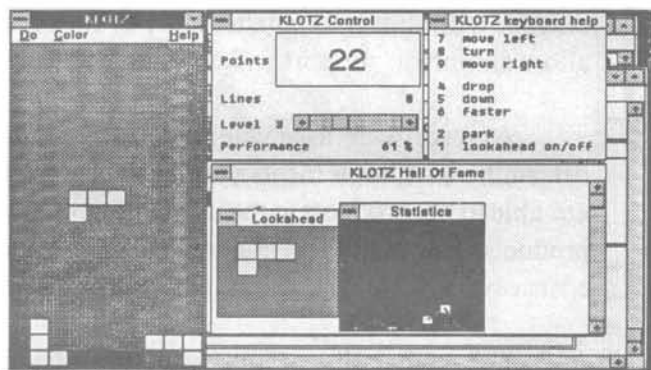 KLOTZ
Do Color Help
KLOTZ Control
Points 22
Lines 0
Level 3
Performance 61 %
KLOTZ keyboard help
7 move left
8 turn
9 move right
4 drop
5 down
6 faster
2 park
1 lookahead on/off
KLOTZ Hall Of Fame
Lookahead
Statistics